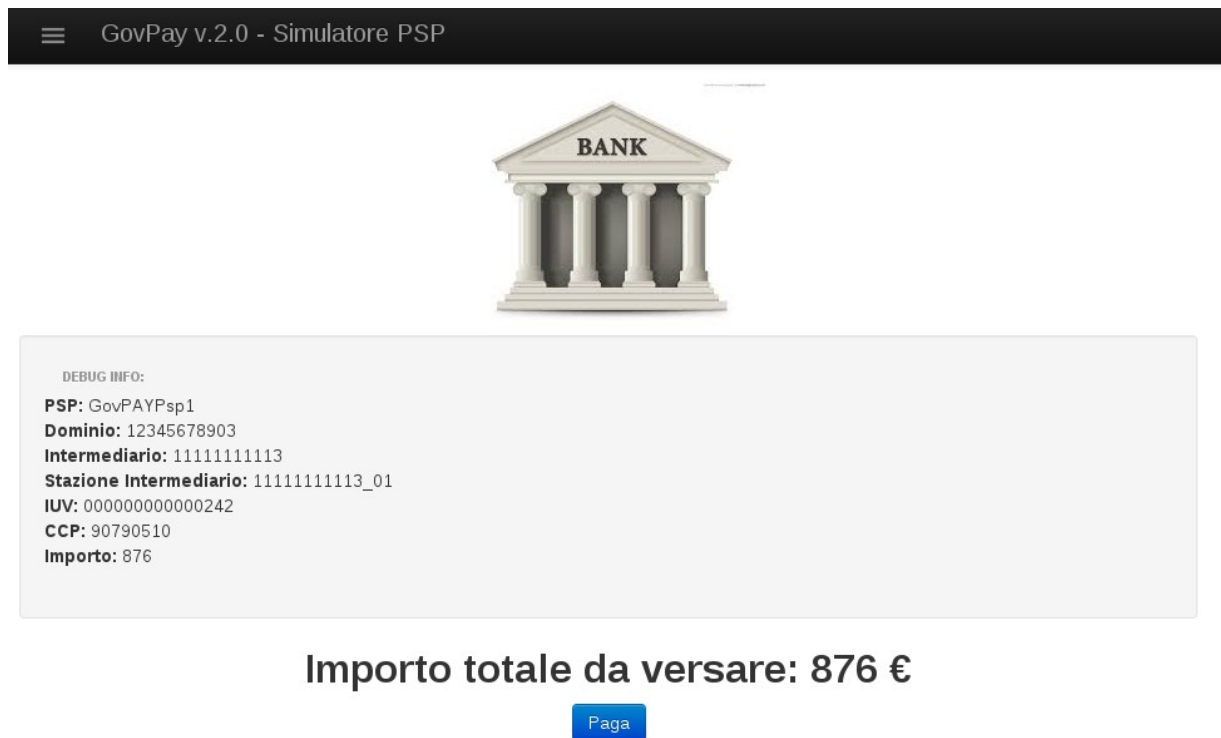 GovPay v.2.0 - Simulatore PSP
BANK
DEBUG INFO:
PSP: GovPAYPsp1
Dominio: 12345678903
Intermediario: 11111111113
Stazione Intermediario: 11111111113_01
IUV: 000000000000242
CCP: 90790510
Importo: 876
Importo totale da versare: 876 €
Paga